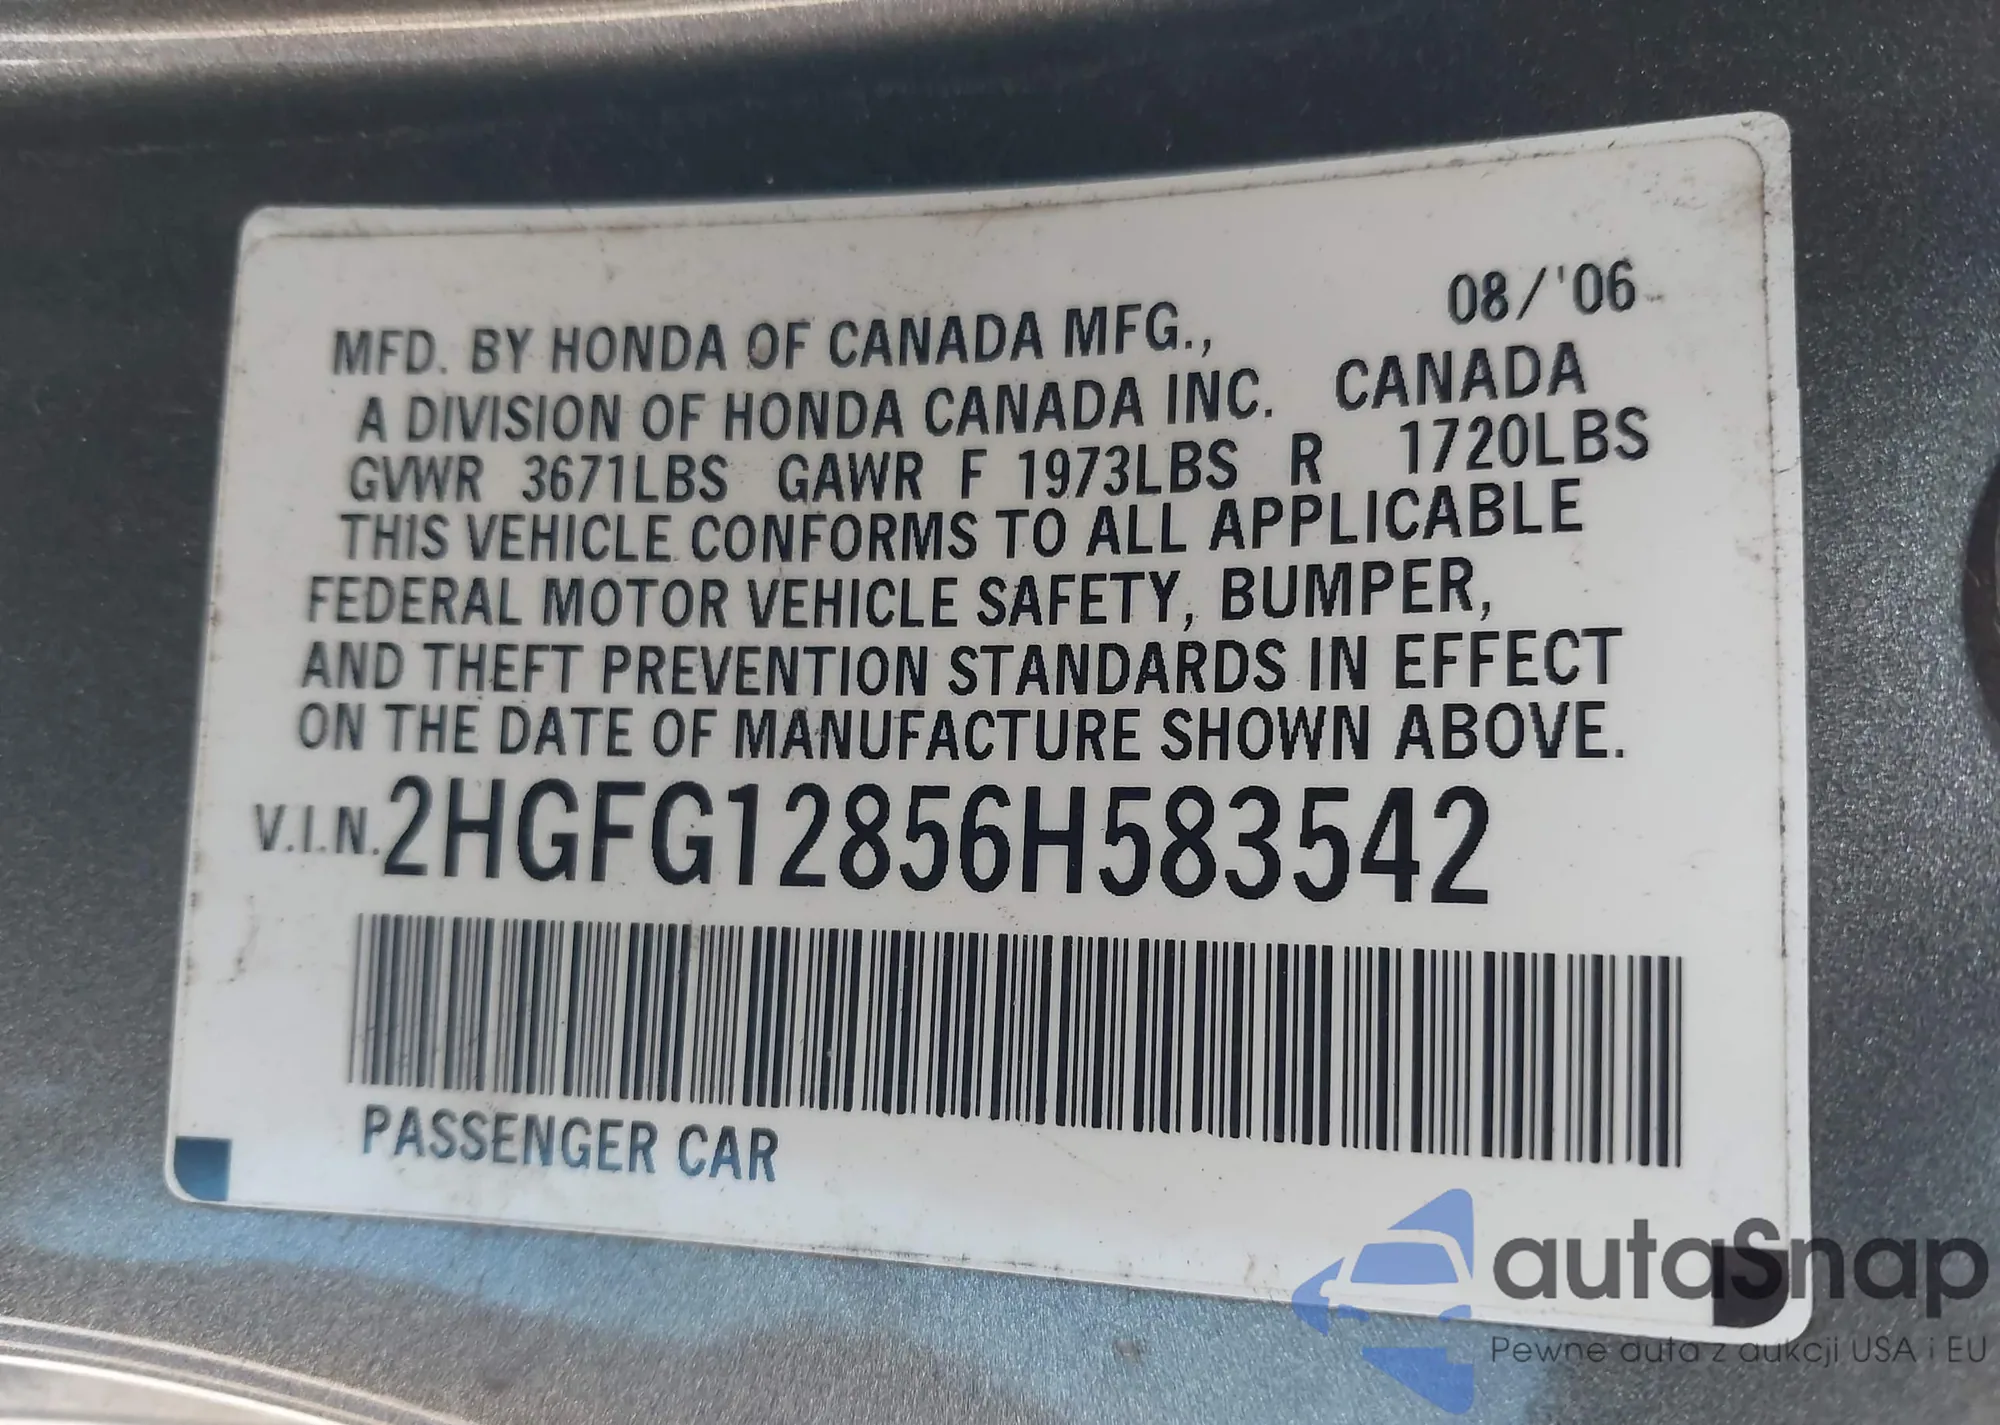 08/'06
MFD. BY HONDA OF CANADA MFG.,
A DIVISION OF HONDA CANADA INC. CANADA
GVWR 3671LBS GAWR F 1973LBS R 1720LBS
THIS VEHICLE CONFORMS TO ALL APPLICABLE
FEDERAL MOTOR VEHICLE SAFETY, BUMPER,
AND THEFT PREVENTION STANDARDS IN EFFECT
ON THE DATE OF MANUFACTURE SHOWN ABOVE.
V.I.N. 2HGFG12856H583542
PASSENGER CAR
autaSnap
Pewne auta z aukcji USA i EU